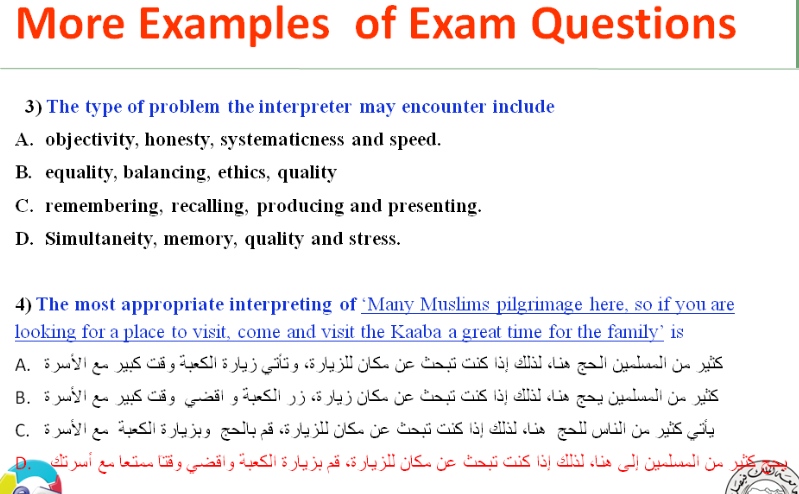 More Examples of Exam Questions
3) The type of problem the interpreter may encounter include
A. objectivity, honesty, systematicness and speed.
B. equality, balancing, ethics, quality
C. remembering, recalling, producing and presenting.
D. Simultaneity, memory, quality and stress.
4) The most appropriate interpreting of ‘Many Muslims pilgrimage here, so if you are
looking for a place to visit, come and visit the Kaaba a great time for the family’ is
A. كثير من المسلمين الحج هنا، لذلك إذا كنت تبحث عن مكان للزيارة، وتأتي زيارة الكعبة وقت كبير مع الأسرة
B. كثير من المسلمين يحج هنا، لذلك إذا كنت تبحث عن مكان زيارة، زر الكعبة و اقضي وقت كبير مع الأسرة
C. يأتي كثير من الناس للحج هنا، لذلك إذا كنت تبحث عن مكان للزيارة، قم بالحج وبزيارة الكعبة مع الأسرة
D. يحج كثير من المسلمين إلى هنا، لذلك إذا كنت تبحث عن مكان للزيارة، قم بزيارة الكعبة واقضي وقتا ممتعا مع أسرتك